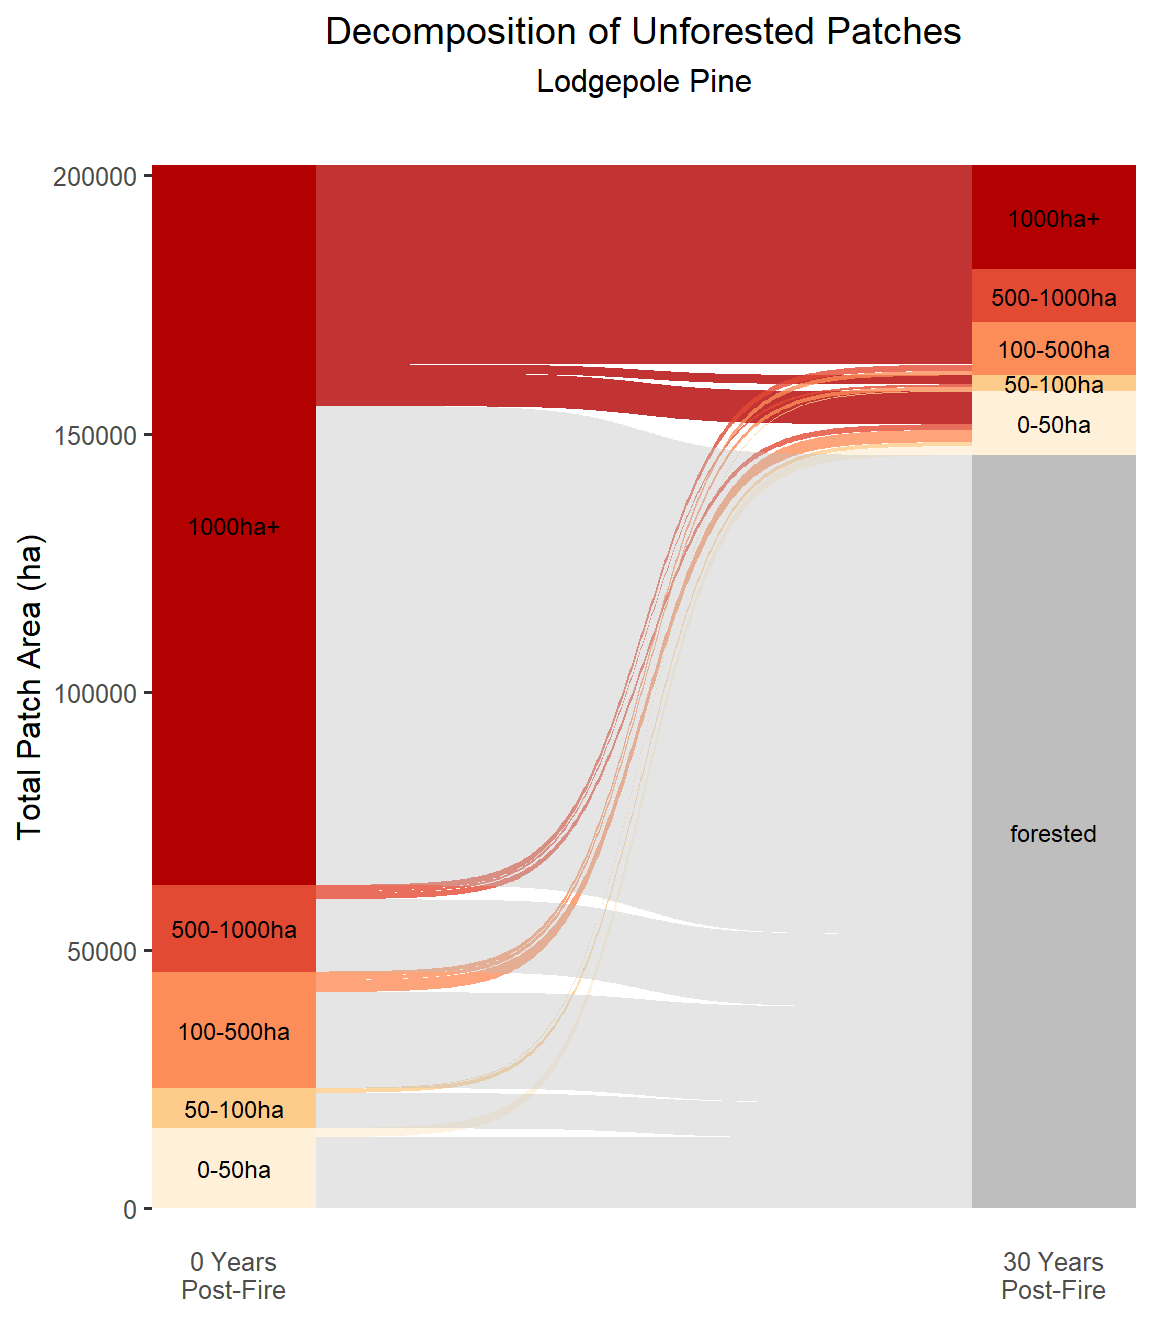 Decomposition of Unforested Patches
Lodgepole Pine
Total Patch Area (ha)
200000
150000
100000
50000
0
1000ha+
500-1000ha
100-500ha
50-100ha
0-50ha
1000ha+
500-1000ha
100-500ha
50-100ha
0-50ha
forested
0 Years
Post-Fire
30 Years
Post-Fire